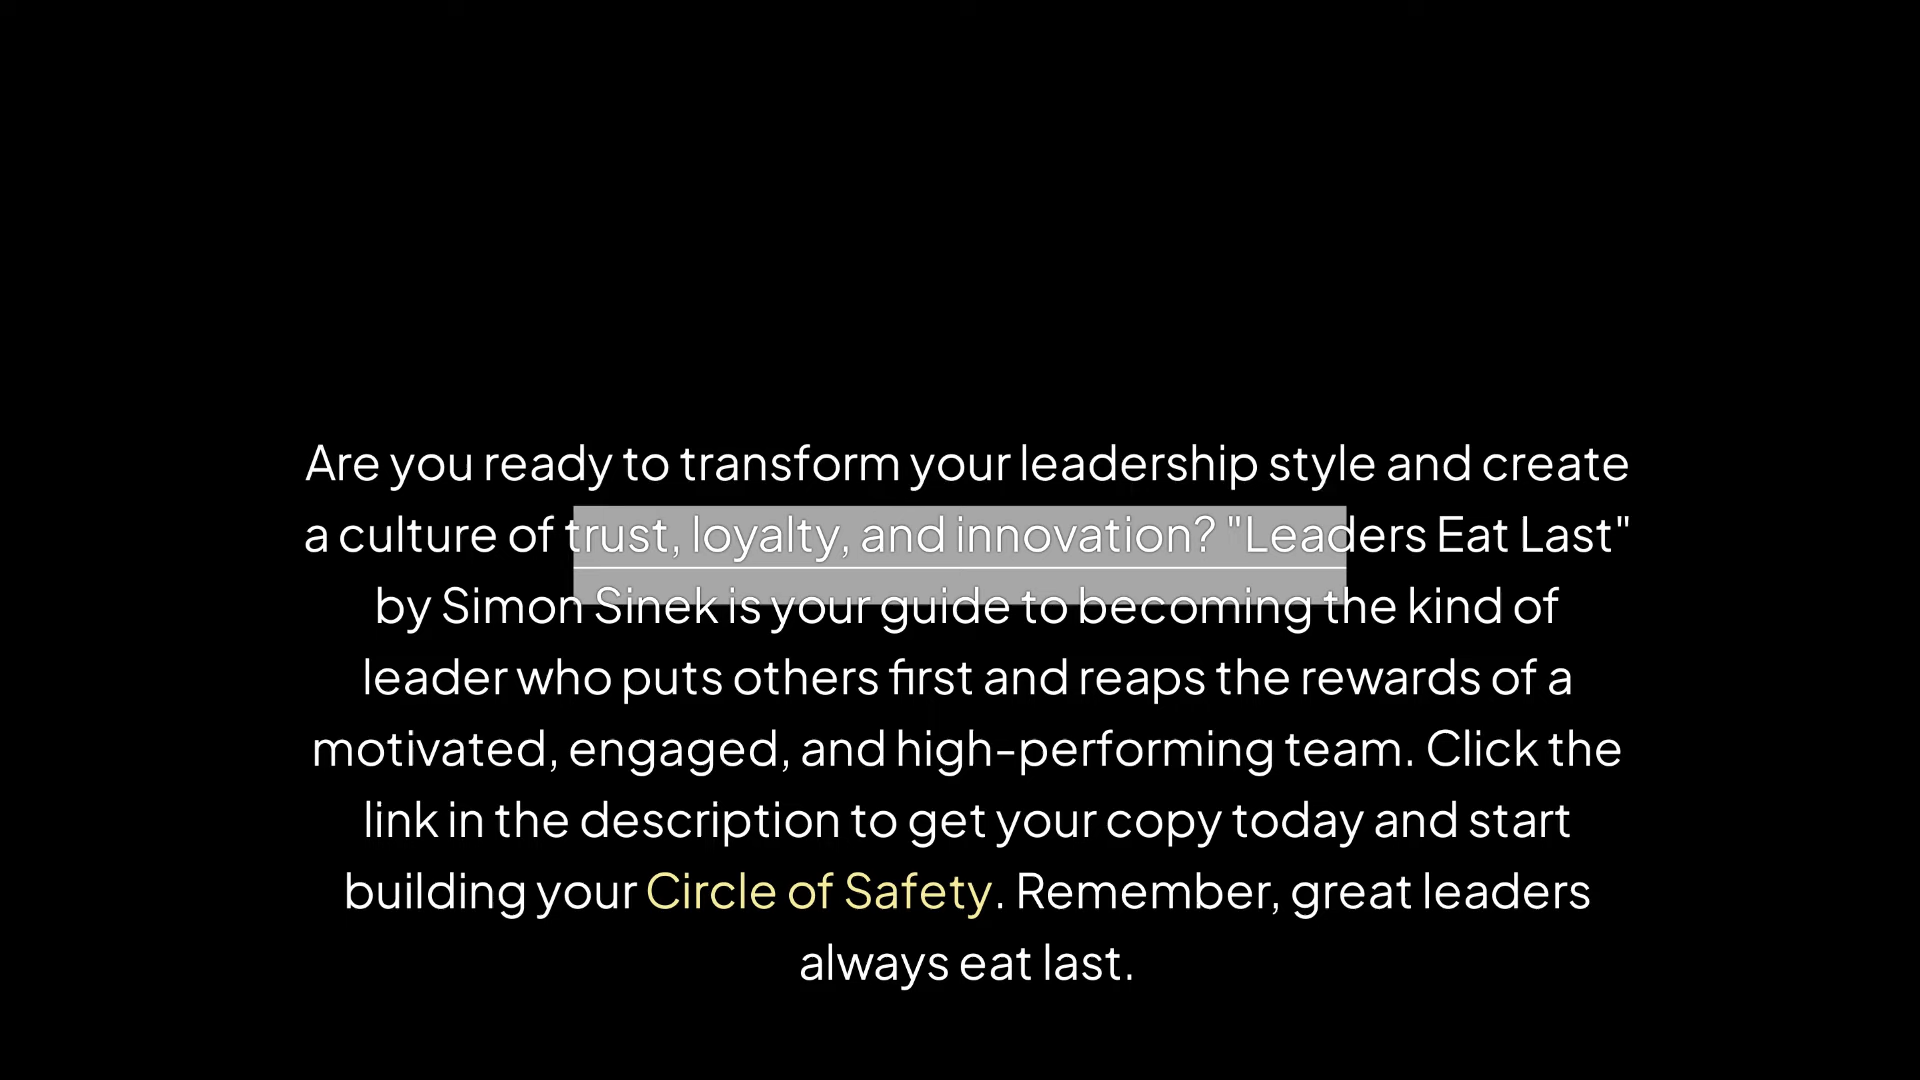 Are you ready to transform your leadership style and create
a culture of trust, loyalty, and innovation? "Leaders Eat Last"
by Simon Sinek is your guide to becoming the kind of
leader who puts others first and reaps the rewards of a
motivated, engaged, and high-performing team. Click the
link in the description to get your copy today and start
building your Circle of Safety. Remember, great leaders
always eat last.